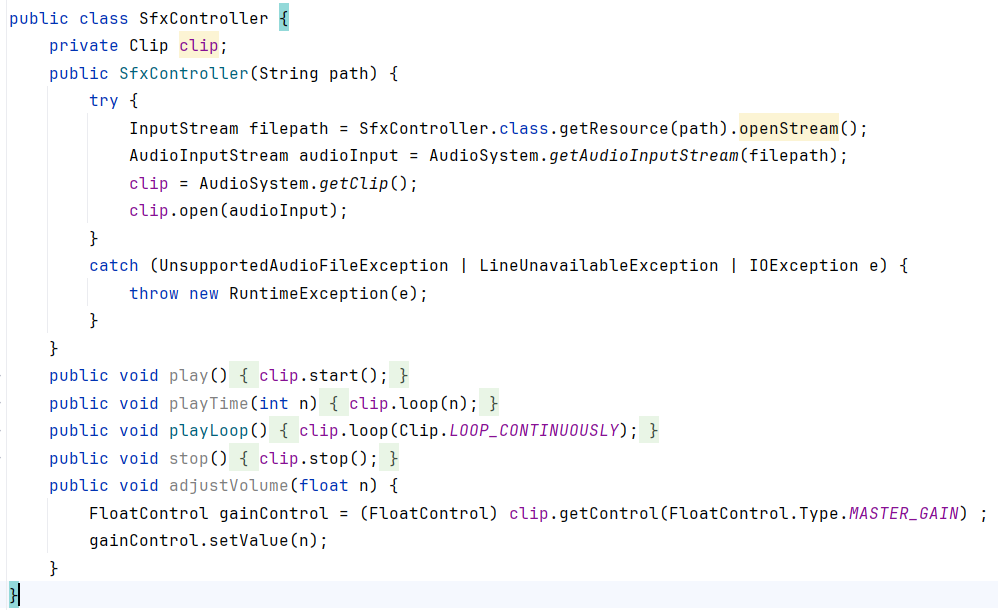 public class SfxController {
    private Clip clip;
    public SfxController(String path) {
        try {
            InputStream filepath = SfxController.class.getResource(path).openStream();
            AudioInputStream audioInput = AudioSystem.getAudioInputStream(filepath);
            clip = AudioSystem.getClip();
            clip.open(audioInput);
        }
        catch (UnsupportedAudioFileException | LineUnavailableException | IOException e) {
            throw new RuntimeException(e);
        }
    }
    public void play() { clip.start(); }
    public void playTime(int n) { clip.loop(n); }
    public void playLoop() { clip.loop(Clip.LOOP_CONTINUOUSLY); }
    public void stop() { clip.stop(); }
    public void adjustVolume(float n) {
        FloatControl gainControl = (FloatControl) clip.getControl(FloatControl.Type.MASTER_GAIN) ;
        gainControl.setValue(n);
    }
}